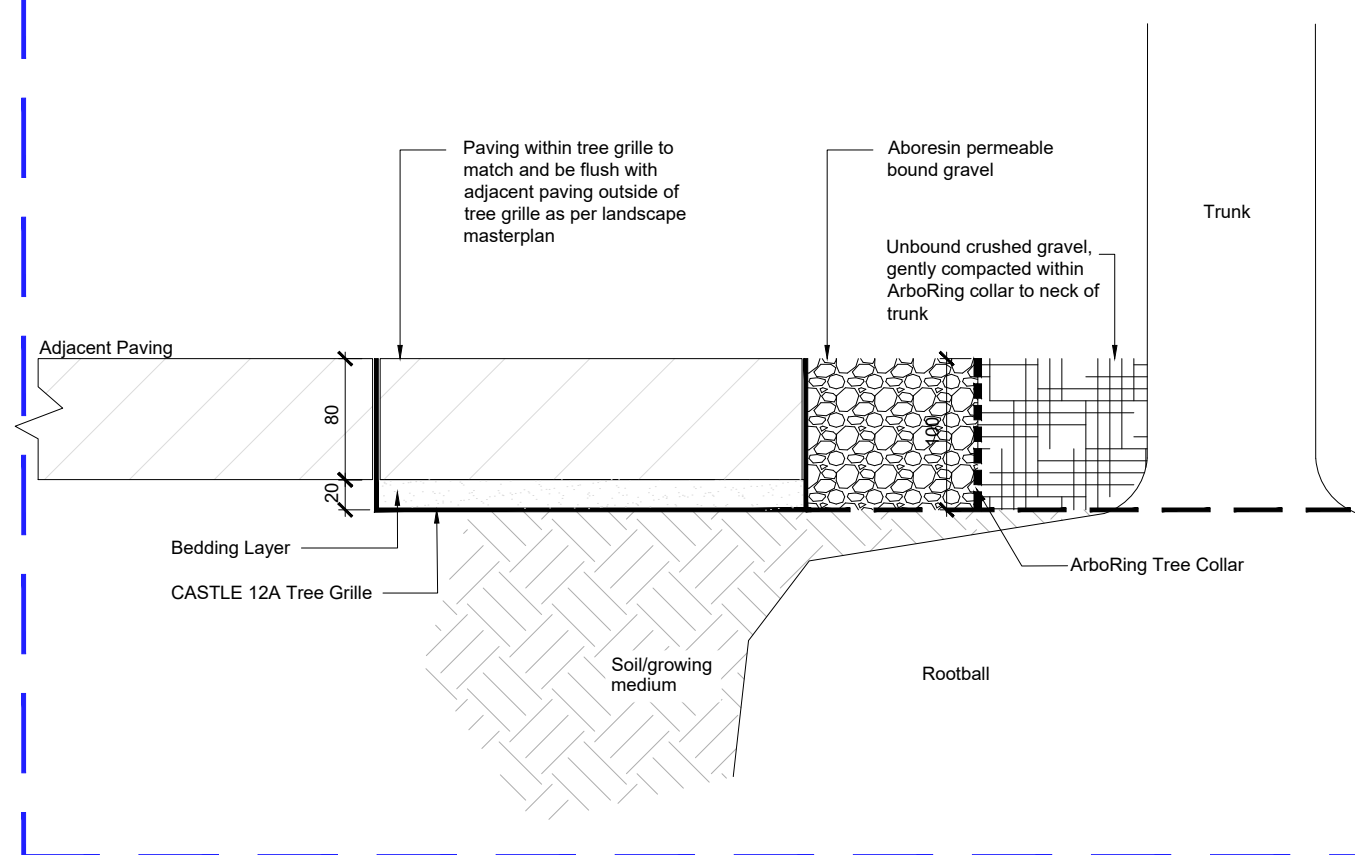 Paving within tree grille to
match and be flush with
adjacent paving outside of
tree grille as per landscape
masterplan
Aboresin permeable
bound gravel
Trunk
Unbound crushed gravel,
gently compacted within
ArboRing collar to neck of
trunk
Adjacent Paving
80
100
20
Bedding Layer
ArboRing Tree Collar
CASTLE 12A Tree Grille
Soil/growing
medium
Rootball